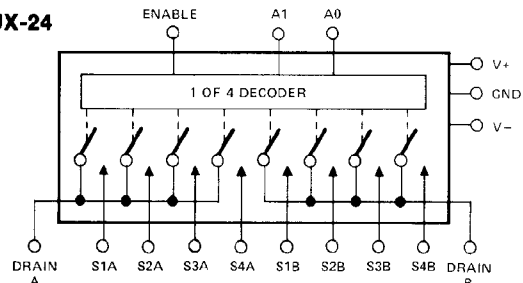 UX-24
ENABLE A1 A0
V+
1 OF 4 DECODER
GND
V−
DRAIN S1A S2A S3A S4A S1B S2B S3B S4B DRAIN